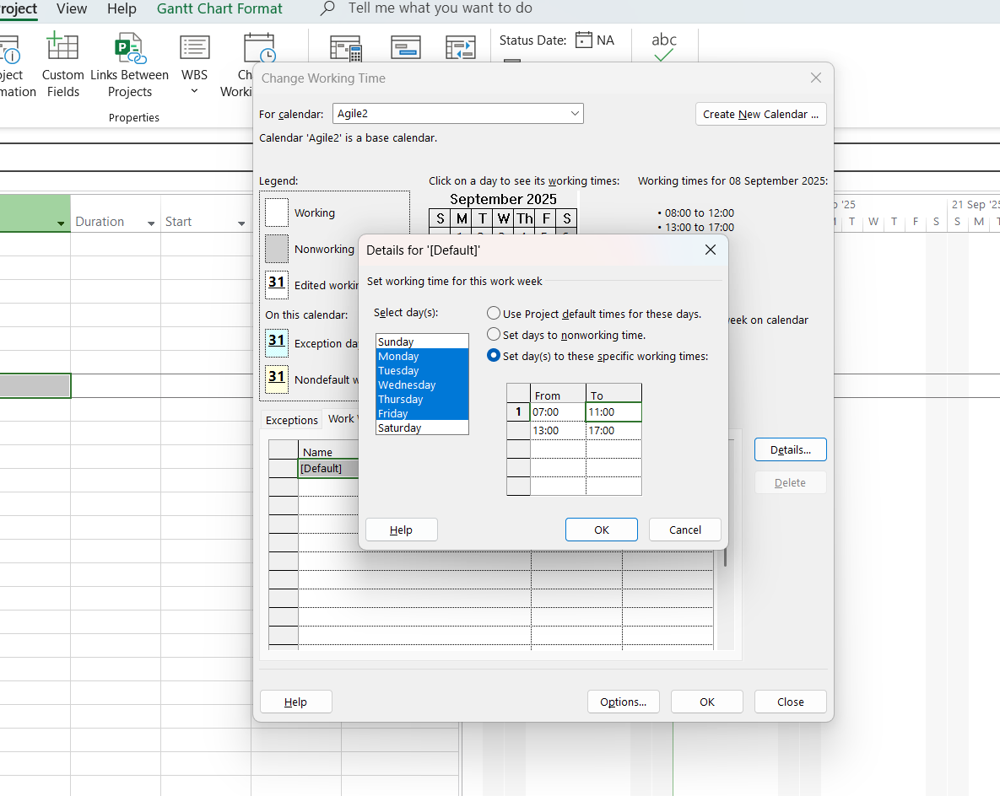 Project View Help Gantt Chart Format Tell me what you want to do
Custom Fields
Links Between Projects
WBS
Status Date: NA
abc
Properties
Change Working Time
For calendar: Agile2
Create New Calendar ...
Calendar 'Agile2' is a base calendar.
Legend:
Click on a day to see its working times:
Working times for 08 September 2025:
Working
Nonworking
31 Edited workin
On this calendar:
31 Exception da
31 Nondefault w
September 2025
S M T W Th F S
• 08:00 to 12:00
• 13:00 to 17:00
eek on calendar
Details for '[Default]'
Set working time for this work week
Select day(s):
Sunday
Monday
Tuesday
Wednesday
Thursday
Friday
Saturday
Use Project default times for these days.
Set days to nonworking time.
Set day(s) to these specific working times:
From To
1 07:00 11:00
13:00 17:00
Help
OK
Cancel
Exceptions Work
Name
[Default]
Details...
Delete
Help
Options...
OK
Close
Duration Start
'25
21 Sep '25
T W T F S S M